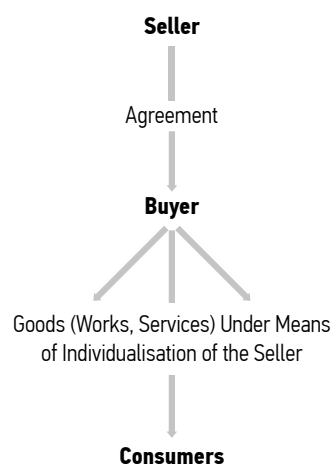 Seller
Agreement
Buyer
Goods (Works, Services) Under Means
of Individualisation of the Seller
Consumers